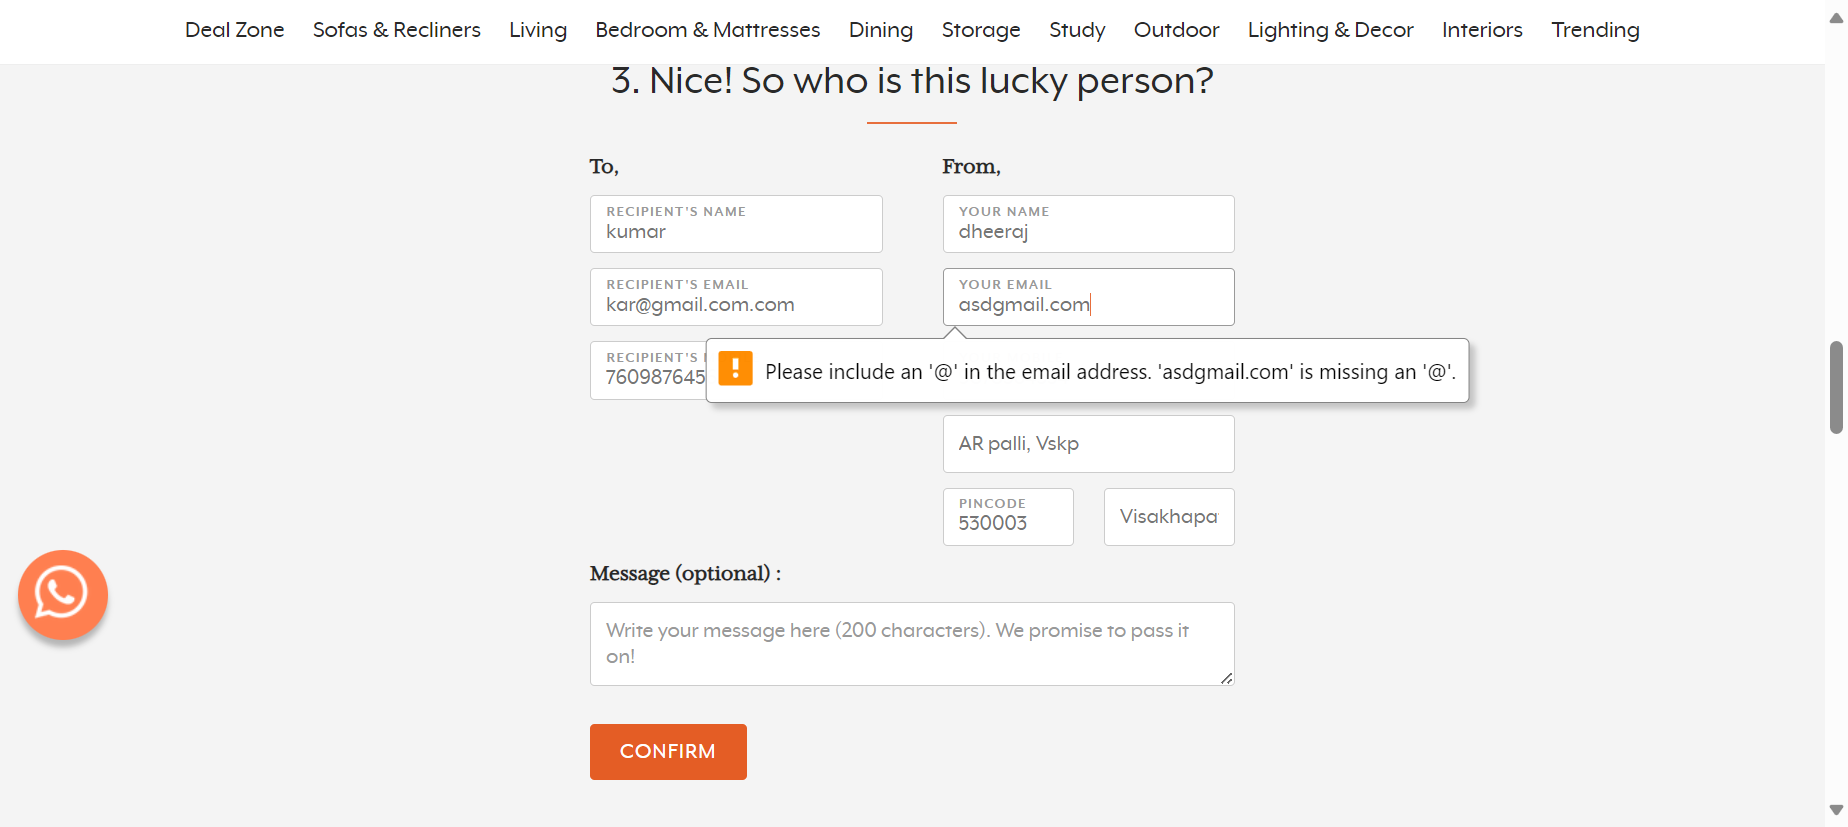 Deal Zone Sofas & Recliners Living Bedroom & Mattresses Dining Storage Study Outdoor Lighting & Decor Interiors Trending
3. Nice! So who is this lucky person?
To,
RECIPIENT'S NAME
kumar
RECIPIENT'S EMAIL
kar@gmail.com.com
RECIPIENT'S
760987645
From,
YOUR NAME
dheeraj
YOUR EMAIL
asdgmail.com
Please include an '@' in the email address. 'asdgmail.com' is missing an '@'.
AR palli, Vskp
PINCODE
530003
Visakhapa
Message (optional) :
Write your message here (200 characters). We promise to pass it
on!
CONFIRM